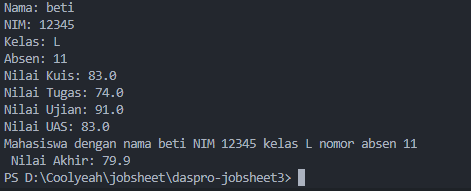 Nama: beti
NIM: 12345
Kelas: L
Absen: 11
Nilai Kuis: 83.0
Nilai Tugas: 74.0
Nilai Ujian: 91.0
Nilai UAS: 83.0
Mahasiswa dengan nama beti NIM 12345 kelas L nomor absen 11
 Nilai Akhir: 79.9
PS D:\Coolyeah\jobsheet\daspro-jobsheet3>